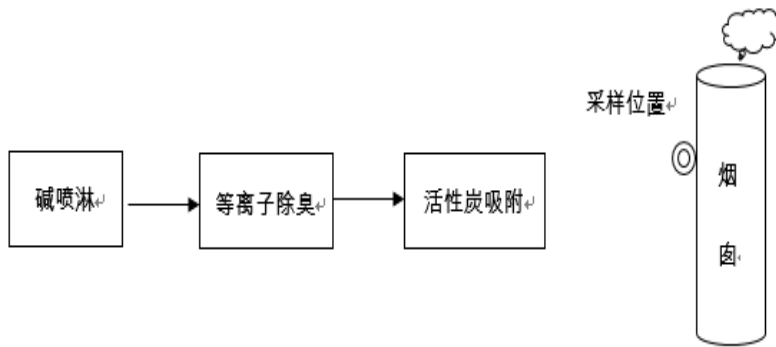 采样位置
碱喷淋
等离子除臭
活性炭吸附
烟
囱